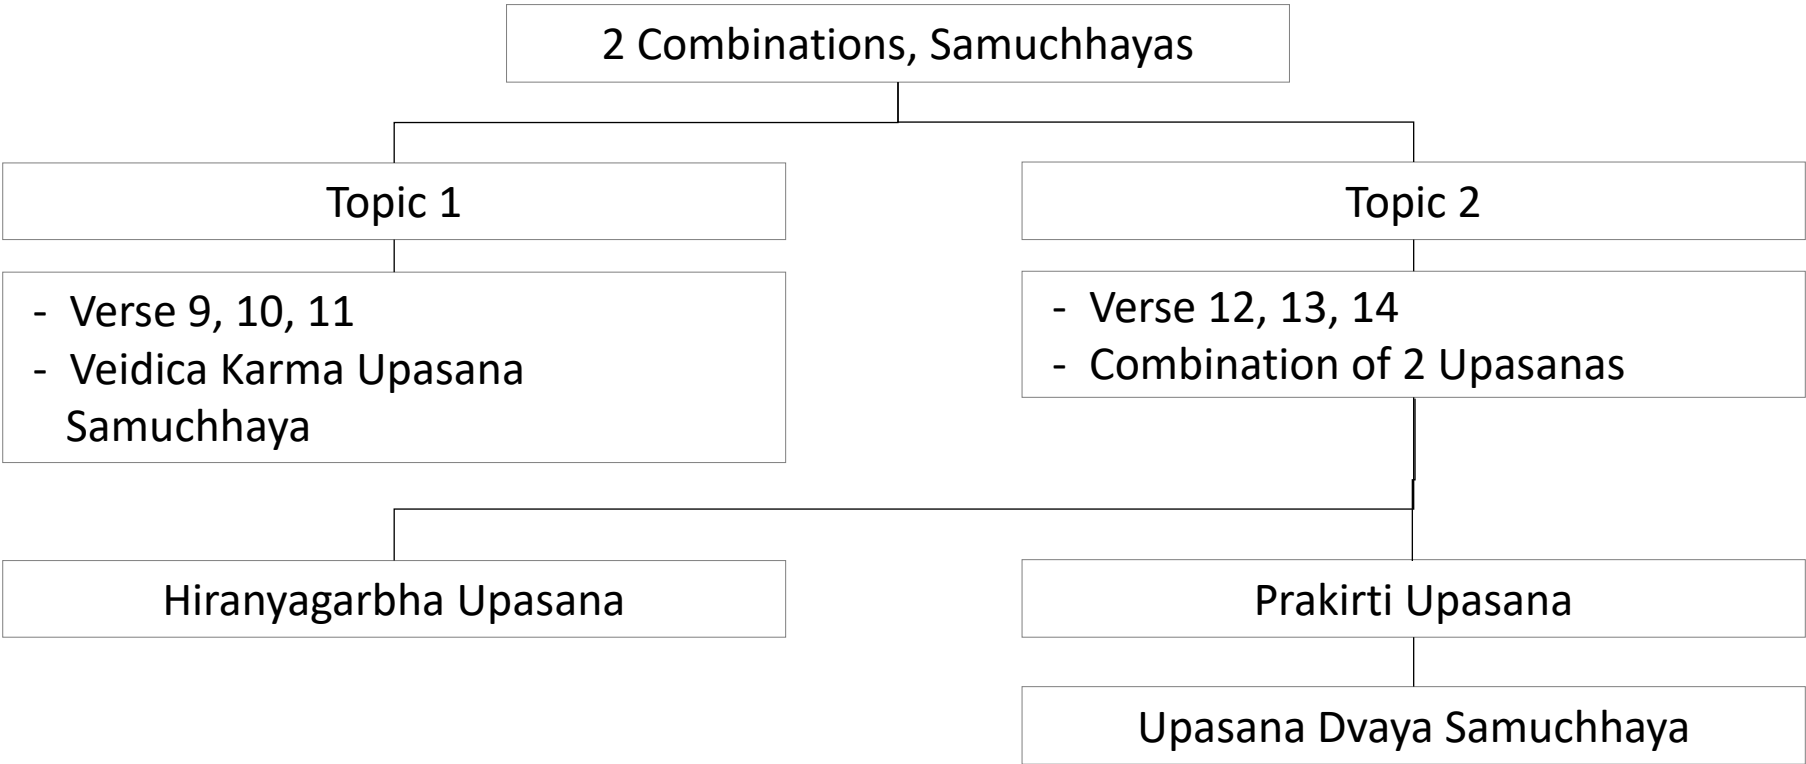 2 Combinations, Samuchhayas
Topic 1
Topic 2
- Verse 9, 10, 11
- Veidica Karma Upasana
Samuchhaya
- Verse 12, 13, 14
- Combination of 2 Upasanas
Hiranyagarbha Upasana
Prakirti Upasana
Upasana Dvaya Samuchhaya